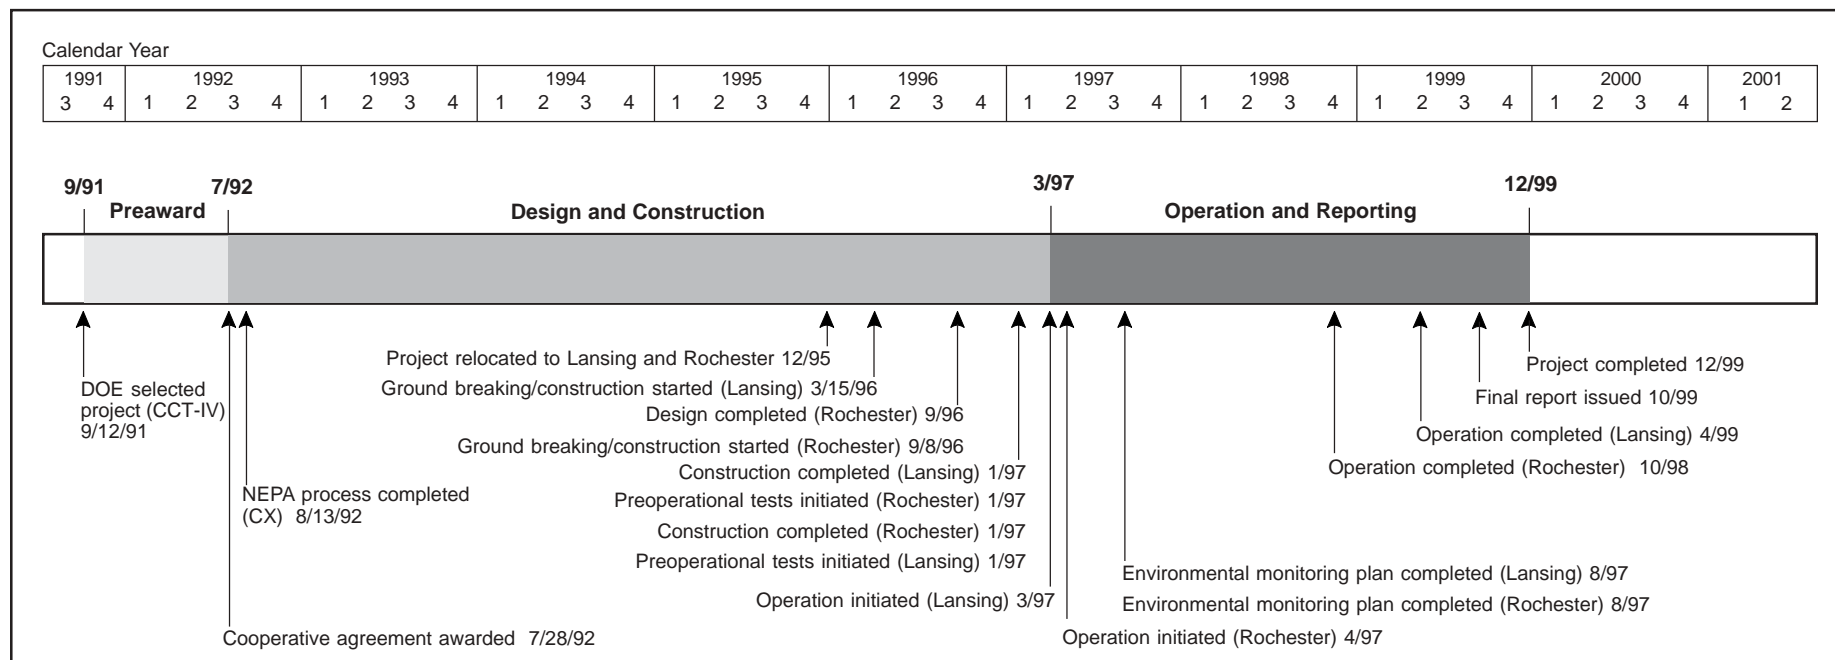 Calendar Year
1991 1992 1993 1994 1995 1996 1997 1998 1999 2000 2001
3 4 1 2 3 4 1 2 3 4 1 2 3 4 1 2 3 4 1 2 3 4 1 2 3 4 1 2 3 4 1 2 3 4 1 2 3 4 1 2
9/91 7/92 3/97 12/99
Preaward Design and Construction Operation and Reporting
Project relocated to Lansing and Rochester 12/95
Project completed 12/99
DOE selected
project (CCT-IV)
9/12/91
Ground breaking/construction started (Lansing) 3/15/96
Final report issued 10/99
Design completed (Rochester) 9/96
Operation completed (Lansing) 4/99
Ground breaking/construction started (Rochester) 9/8/96
Operation completed (Rochester) 10/98
Construction completed (Lansing) 1/97
NEPA process completed
(CX) 8/13/92
Preoperational tests initiated (Rochester) 1/97
Construction completed (Rochester) 1/97
Preoperational tests initiated (Lansing) 1/97
Environmental monitoring plan completed (Lansing) 8/97
Operation initiated (Lansing) 3/97
Environmental monitoring plan completed (Rochester) 8/97
Cooperative agreement awarded 7/28/92
Operation initiated (Rochester) 4/97